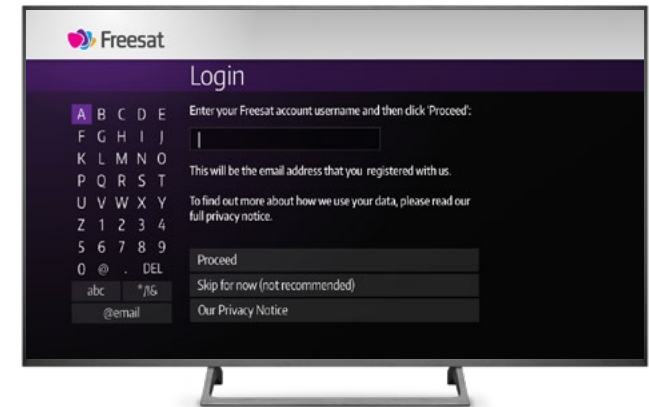 Freesat
Login
A B C D E
F G H I J
K L M N O
P Q R S T
U V W X Y
Z 1 2 3 4
5 6 7 8 9
0 @ . DEL
abc */!&
@email
Enter your Freesat account username and then click 'Proceed':
This will be the email address that you registered with us.
To find out more about how we use your data, please read our
full privacy notice.
Proceed
Skip for now (not recommended)
Our Privacy Notice